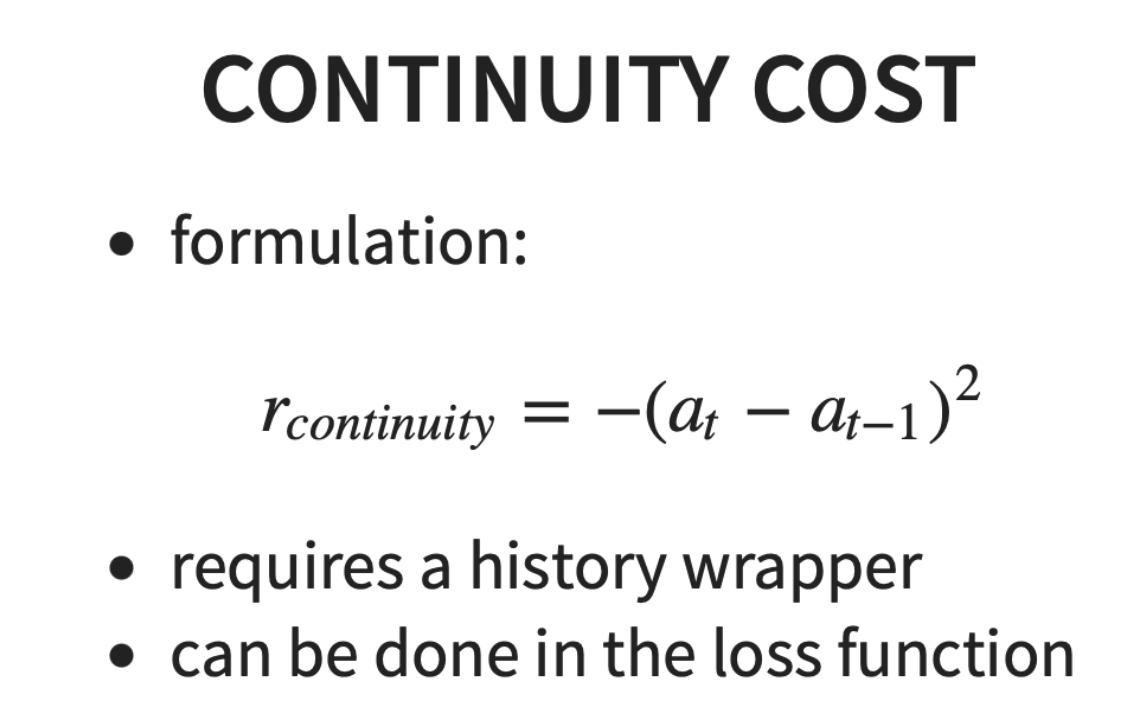 CONTINUITY COST
• formulation:
r_{continuity} = −(a_t − a_{t−1})^2
• requires a history wrapper
• can be done in the loss function